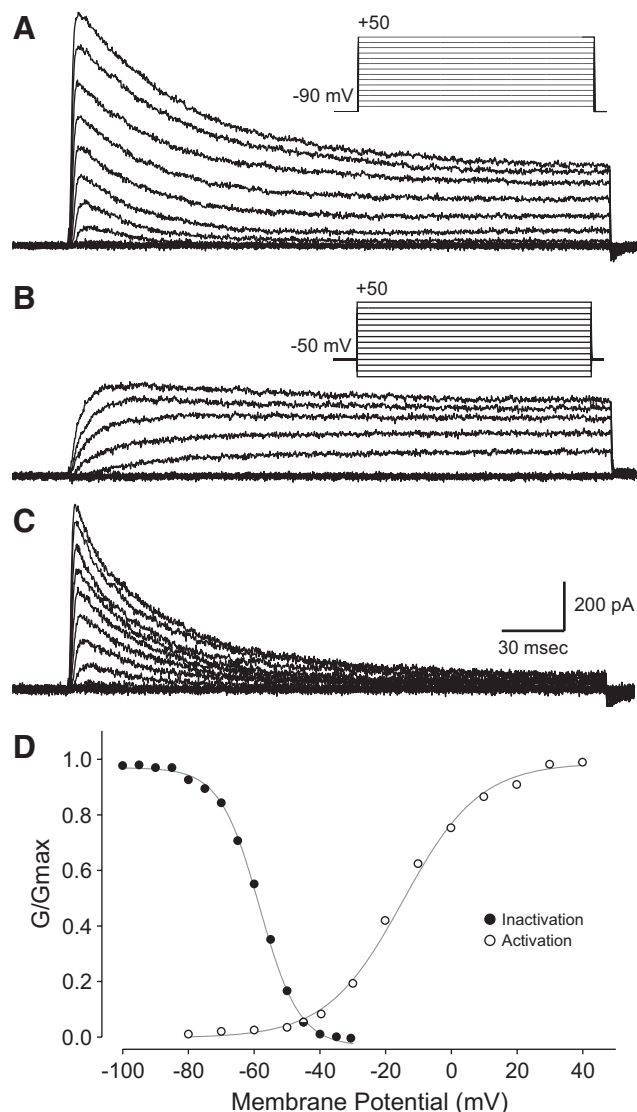 A
+50
-90 mV
B
+50
-50 mV
C
200 pA
30 msec
D
1.0
0.8
0.6
0.4
0.2
0.0
G/Gmax
Inactivation
Activation
-100 -80 -60 -40 -20 0 20 40
Membrane Potential (mV)